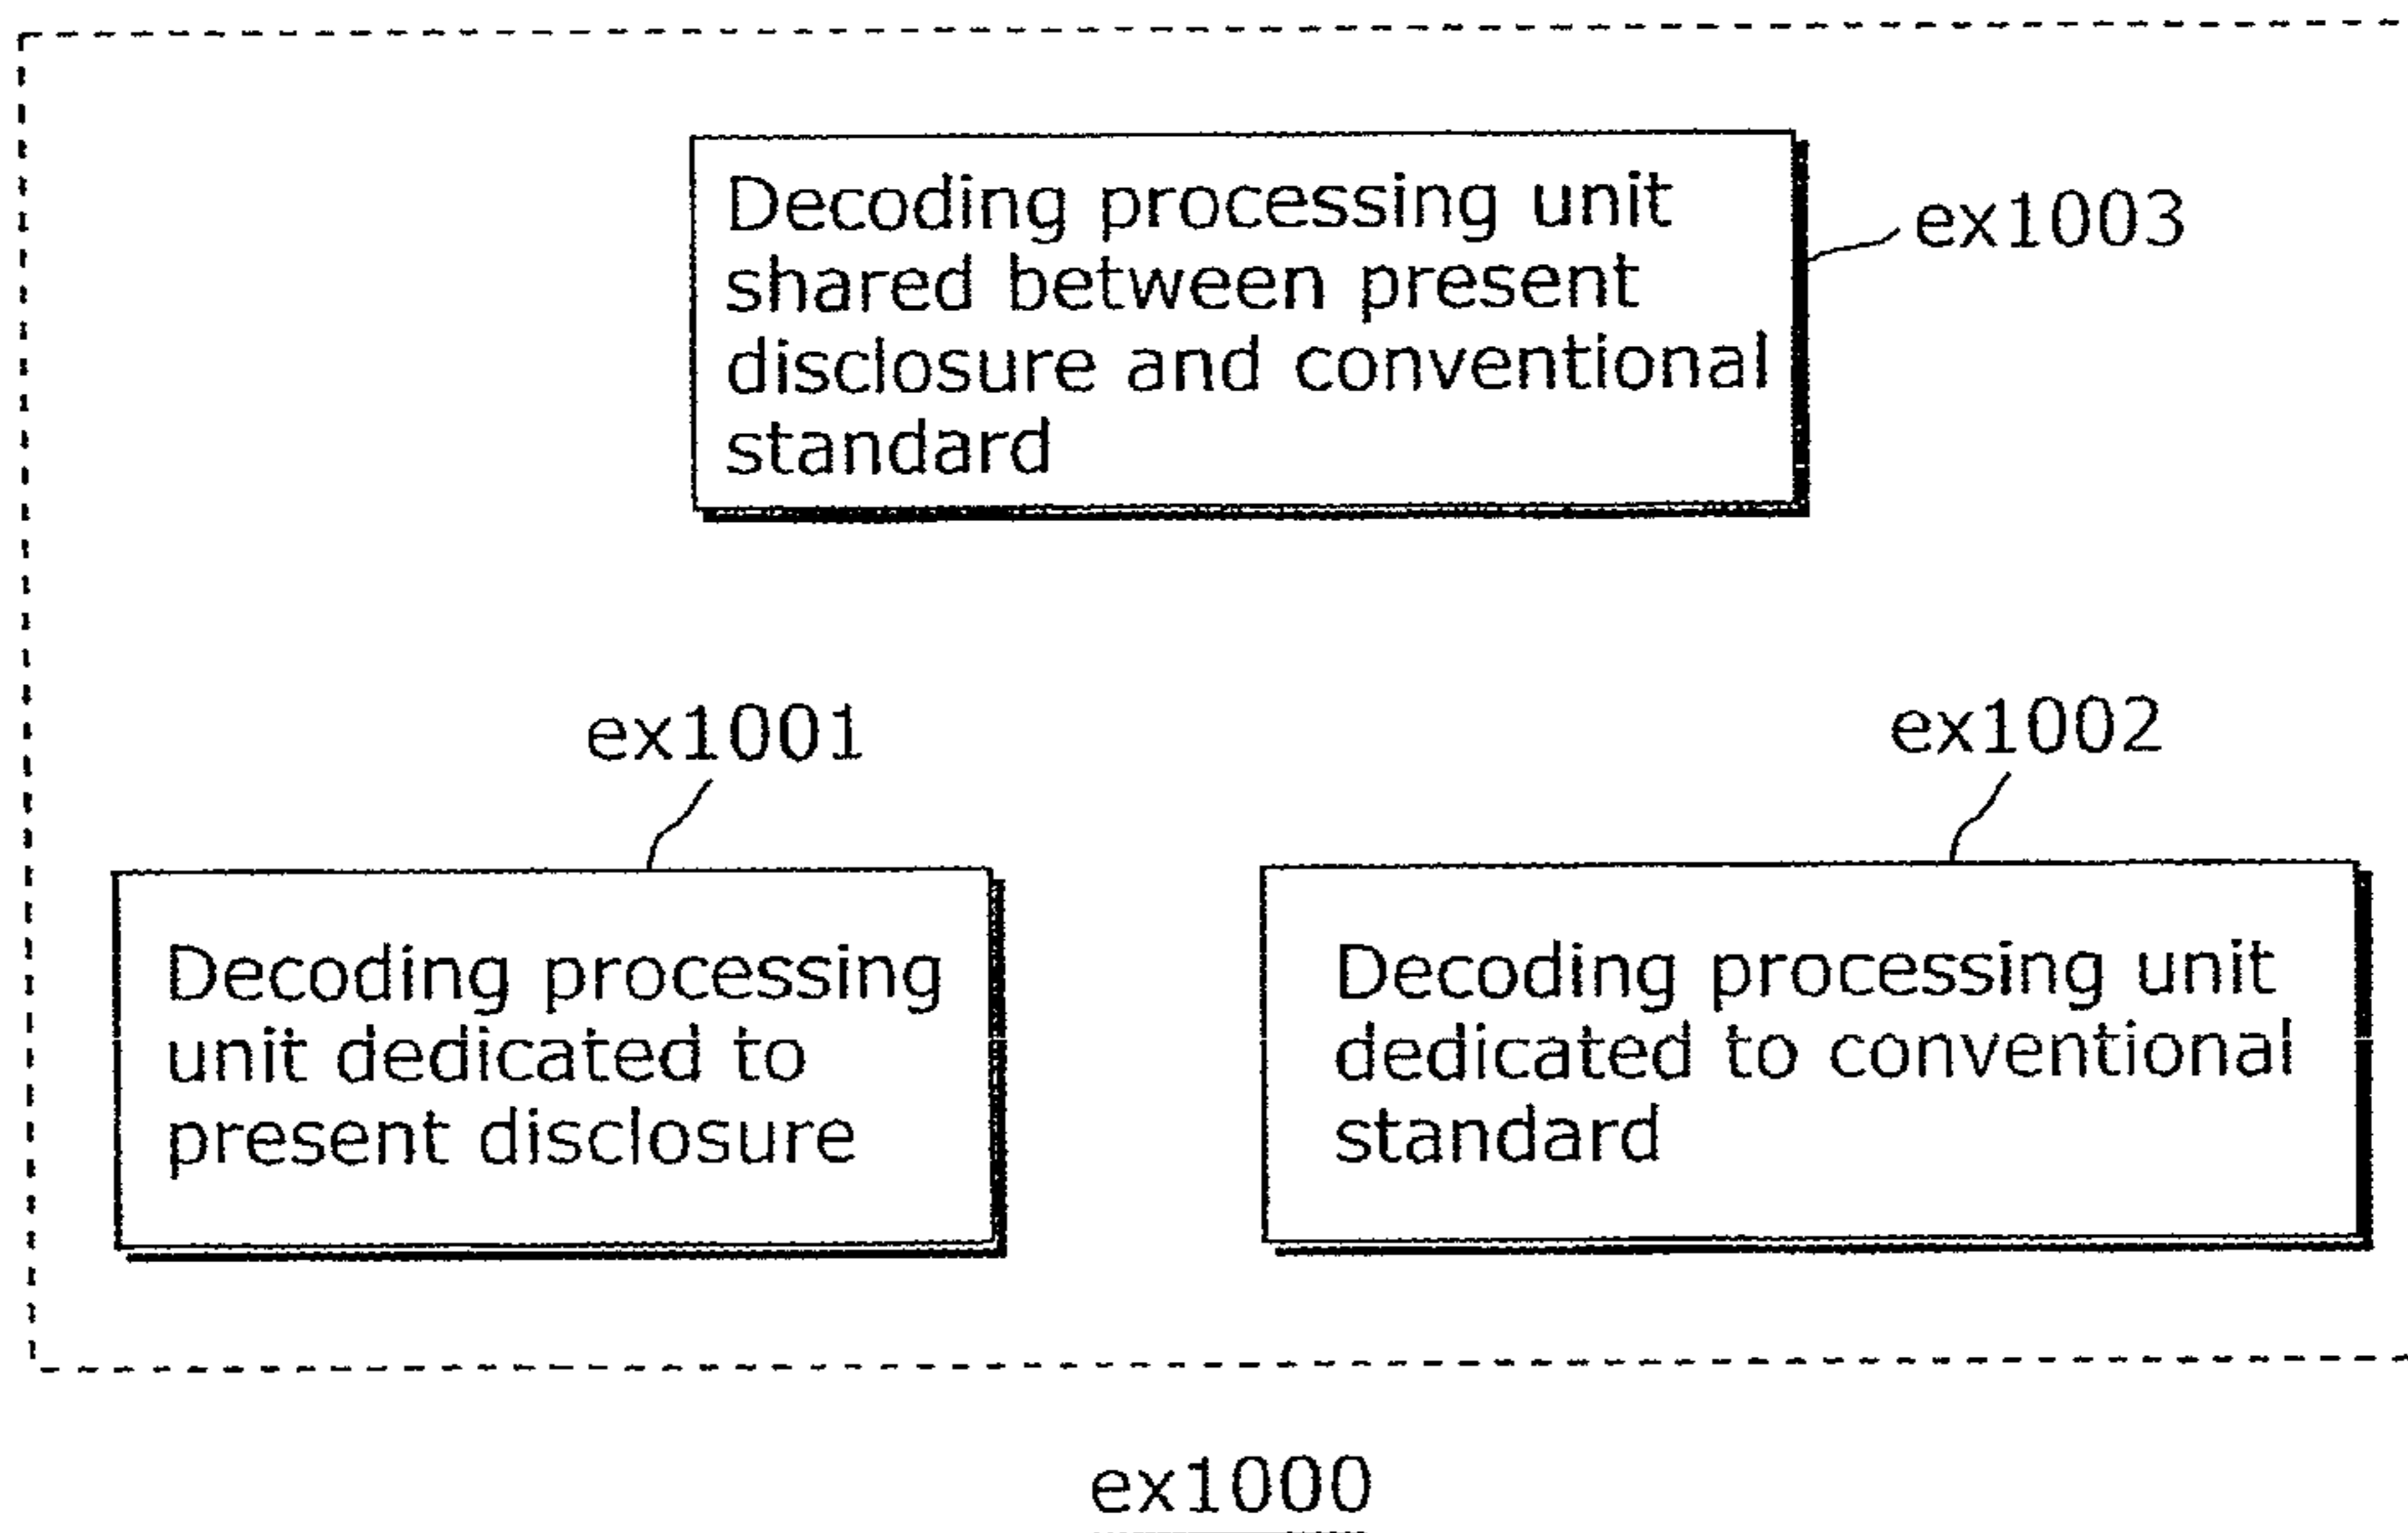 Decoding processing unit
shared between present
disclosure and conventional
standard
ex1003
ex1001
ex1002
Decoding processing
unit dedicated to
present disclosure
Decoding processing unit
dedicated to conventional
standard
ex1000